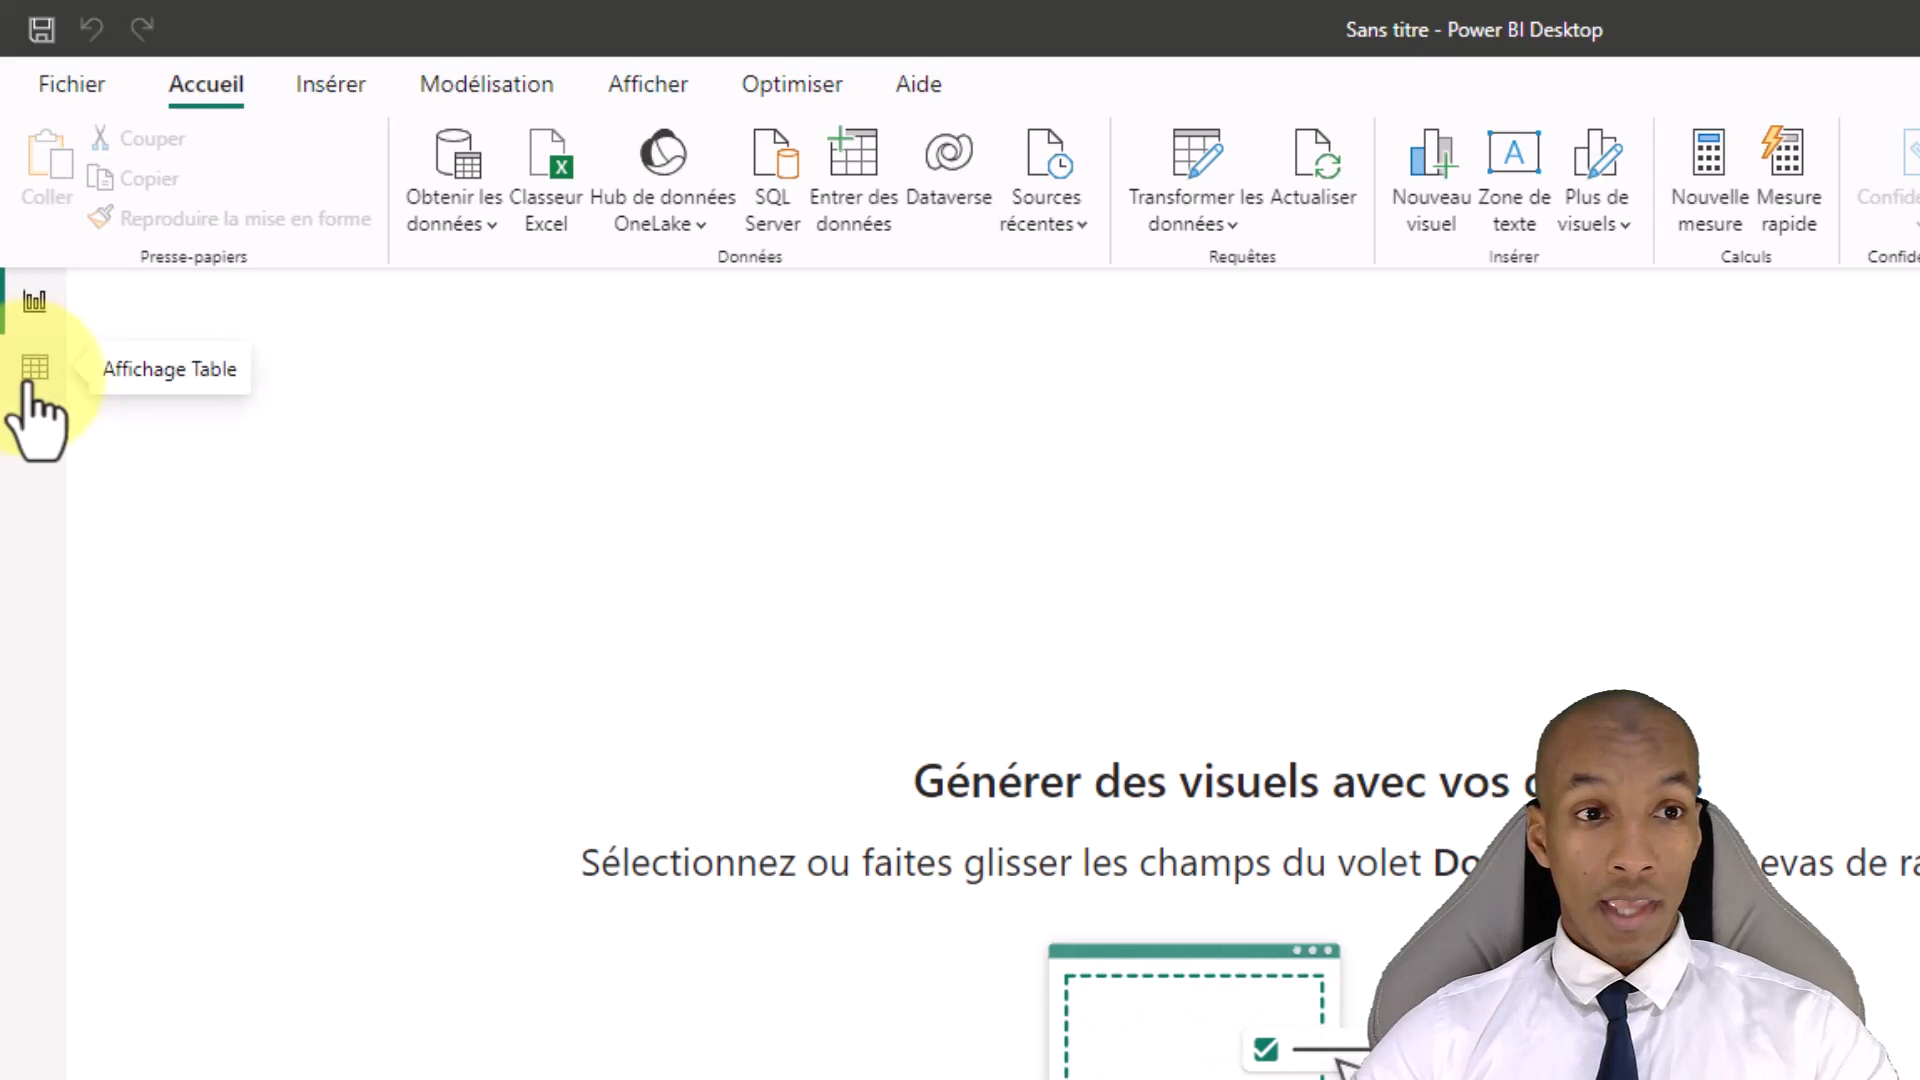 Sans titre - Power BI Desktop
Fichier Accueil Insérer Modélisation Afficher Optimiser Aide
Coller
Couper
Copier
Reproduire la mise en forme
Presse-papiers
Obtenir les données
Classeur Excel
Hub de données OneLake
SQL Server
Entrer des données
Dataverse
Sources récentes
Données
Transformer les données
Actualiser
Requêtes
Nouveau visuel
Zone de texte
Plus de visuels
Insérer
Nouvelle mesure
Mesure rapide
Calculs
Affichage Table
Générer des visuels avec vos
Sélectionnez ou faites glisser les champs du volet
de